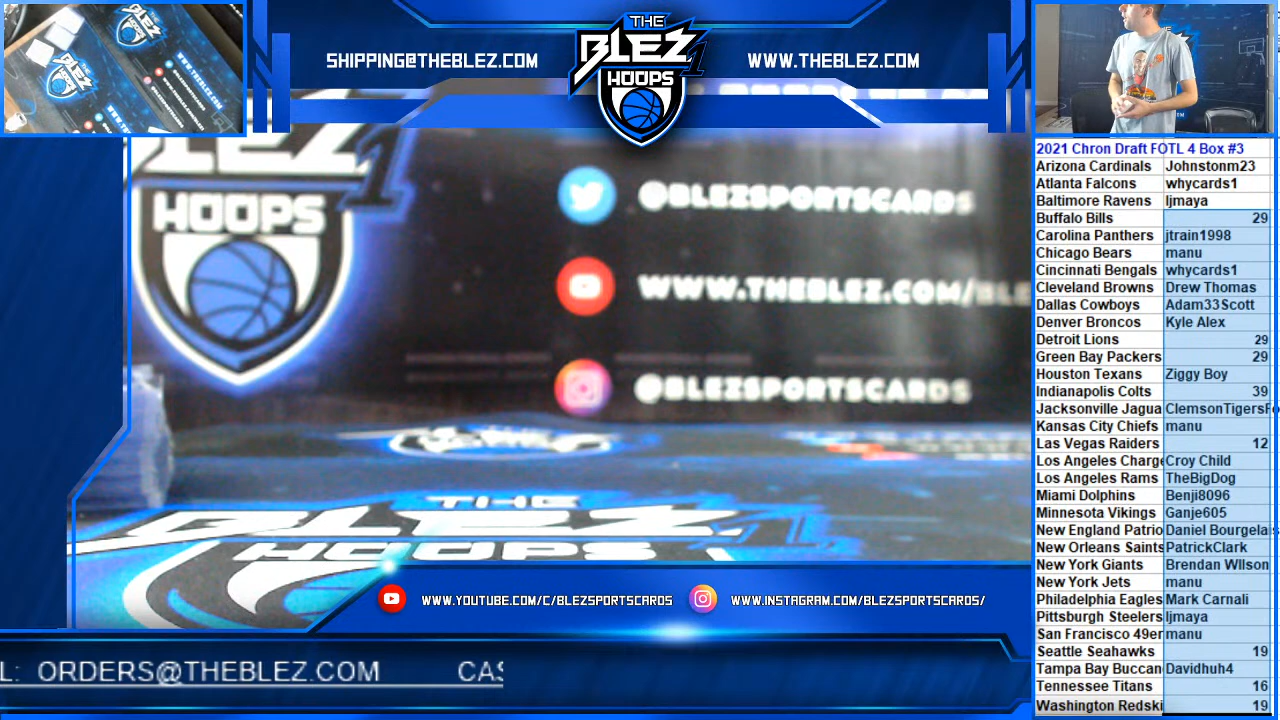 SHIPPING@THEBLEZ.COM
THE
BLEZ 1
HOOPS
WWW.THEBLEZ.COM
HOOPS
@BLEZSPORTSCARDS
WWW.THEBLEZ.COM/BLE
@BLEZSPORTSCARDS
THE
BLEZ 1
HOOPS
WWW.YOUTUBE.COM/C/BLEZSPORTSCARDS
WWW.INSTAGRAM.COM/BLEZSPORTSCARDS/
L: ORDERS@THEBLEZ.COM CAS
2021 Chron Draft FOTL 4 Box #3
Arizona Cardinals Johnstonm23
Atlanta Falcons whycards1
Baltimore Ravens ljmaya
Buffalo Bills 29
Carolina Panthers jtrain1998
Chicago Bears manu
Cincinnati Bengals whycards1
Cleveland Browns Drew Thomas
Dallas Cowboys Adam33Scott
Denver Broncos Kyle Alex
Detroit Lions 29
Green Bay Packers 29
Houston Texans Ziggy Boy
Indianapolis Colts 39
Jacksonville Jagua ClemsonTigersF
Kansas City Chiefs manu
Las Vegas Raiders 12
Los Angeles Charge Croy Child
Los Angeles Rams TheBigDog
Miami Dolphins Benji8096
Minnesota Vikings Ganje605
New England Patrio Daniel Bourgelais
New Orleans Saints PatrickClark
New York Giants Brendan WIlson
New York Jets manu
Philadelphia Eagles Mark Carnali
Pittsburgh Steelers ljmaya
San Francisco 49er manu
Seattle Seahawks 19
Tampa Bay Buccan Davidhuh4
Tennessee Titans 16
Washington Redski 19